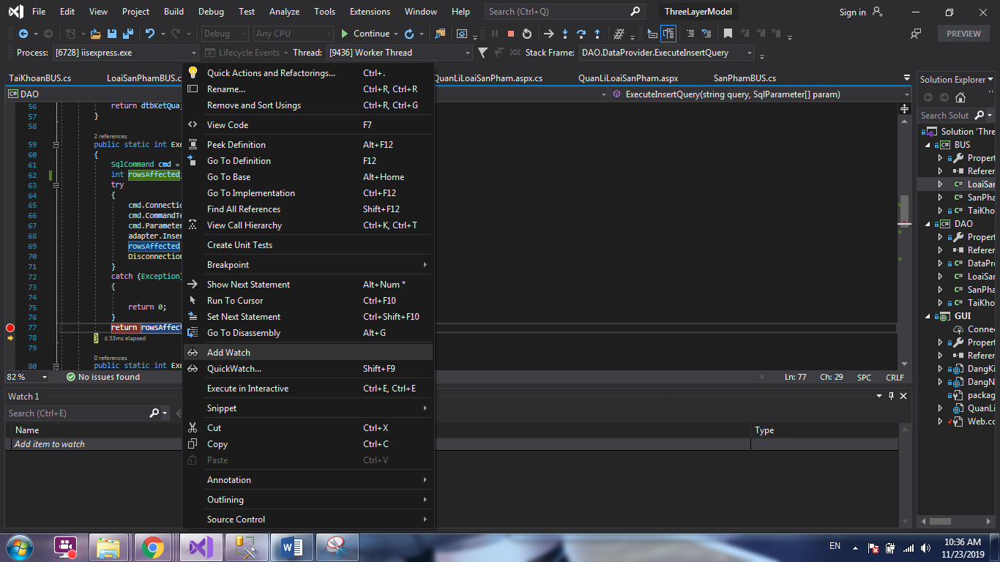 File Edit View Project Build Debug Test Analyze Tools Extensions Window Help Search (Ctrl+Q) ThreeLayerModel Sign in
Debug Any CPU Continue PREVIEW
Process: [6728] iisexpress.exe Lifecycle Events Thread: [9436] Worker Thread Stack Frame: DAO.DataProvider.ExecuteInsertQuery
TaiKhoanBUS.cs LoaiSanPhamBUS.c QuanLiLoaiSanPham.aspx.cs QuanLiLoaiSanPham.aspx SanPhamBUS.cs
C# DAO ExecuteInsertQuery(string query, SqlParameter[] param)
56 return dtbKetQua
57 }
58
2 references
59 public static int Exe
60 {
61 SqlCommand cmd =
62 int rowsAffected
63 try
64 {
65 cmd.Connectio
66 cmd.CommandTe
67 cmd.Parameter
68 adapter.Inser
69 rowsAffected
70 Disconnection
71 }
72 catch (Exception)
73 {
74
75 return 0;
76 }
77 return rowsAffect
78 } ≤ 33ms elapsed
79
0 references
80 public static int Exe
82 % No issues found Ln: 77 Ch: 29 SPC CRLF
Quick Actions and Refactorings... Ctrl+.
Rename... Ctrl+R, Ctrl+R
Remove and Sort Usings Ctrl+R, Ctrl+G
View Code F7
Peek Definition Alt+F12
Go To Definition F12
Go To Base Alt+Home
Go To Implementation Ctrl+F12
Find All References Shift+F12
View Call Hierarchy Ctrl+K, Ctrl+T
Create Unit Tests
Breakpoint
Show Next Statement Alt+Num *
Run To Cursor Ctrl+F10
Set Next Statement Ctrl+Shift+F10
Go To Disassembly Alt+G
Add Watch
QuickWatch... Shift+F9
Execute in Interactive Ctrl+E, Ctrl+E
Snippet
Cut Ctrl+X
Copy Ctrl+C
Paste Ctrl+V
Annotation
Outlining
Source Control
Solution Explorer
Search Solut
Solution 'Thre
C# BUS
Propert
Referen
C# LoaiSan
C# SanPha
C# TaiKho
C# DAO
Propert
Referen
C# DataPro
C# LoaiSan
C# SanPha
C# TaiKho
GUI
Connec
Propert
Referen
DangKi
DangN
packag
QuanLi
Web.co
Watch 1
Search (Ctrl+E)
Name Type
Add item to watch
EN 10:36 AM
11/23/2019